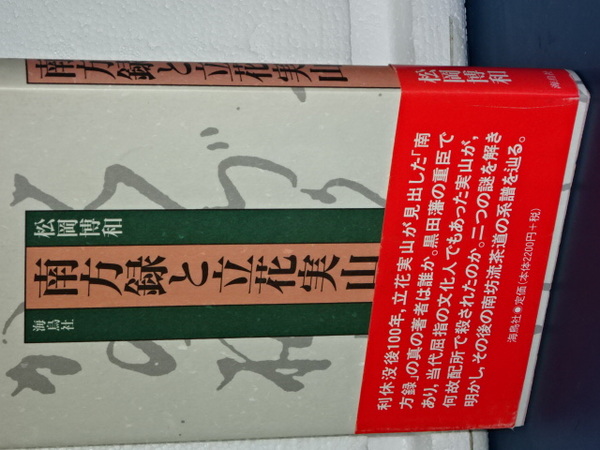 南方録と立花実山
松岡博和
海鳥社
松岡博和
南方録と立花実山
海鳥社
利休没後100年，立花実山が見出した「南
方録」の真の著者は誰か。黒田藩の重臣で
あり，当代屈指の文化人でもあった実山が，
何故配所で殺されたのか。二つの謎を解き
明かし，その後の南坊流茶道の系譜を辿る。
海鳥社●定価(本体2200円＋税)